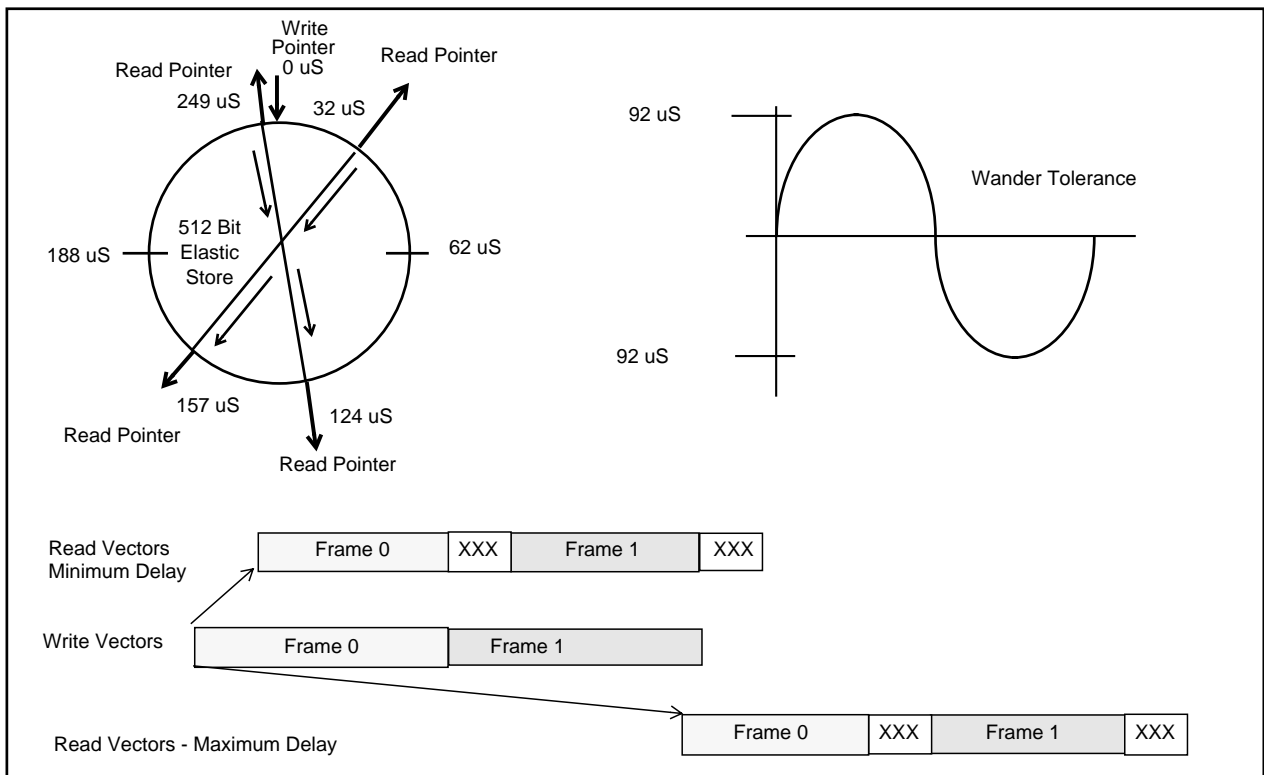 Write
Pointer
0 uS
Read Pointer
Read Pointer
249 uS
32 uS
512 Bit
Elastic
Store
188 uS
62 uS
157 uS
124 uS
Read Pointer
Read Pointer
92 uS
Wander Tolerance
92 uS
Read Vectors
Minimum Delay
Frame 0
XXX
Frame 1
XXX
Write Vectors
Frame 0
Frame 1
Read Vectors - Maximum Delay
Frame 0
XXX
Frame 1
XXX